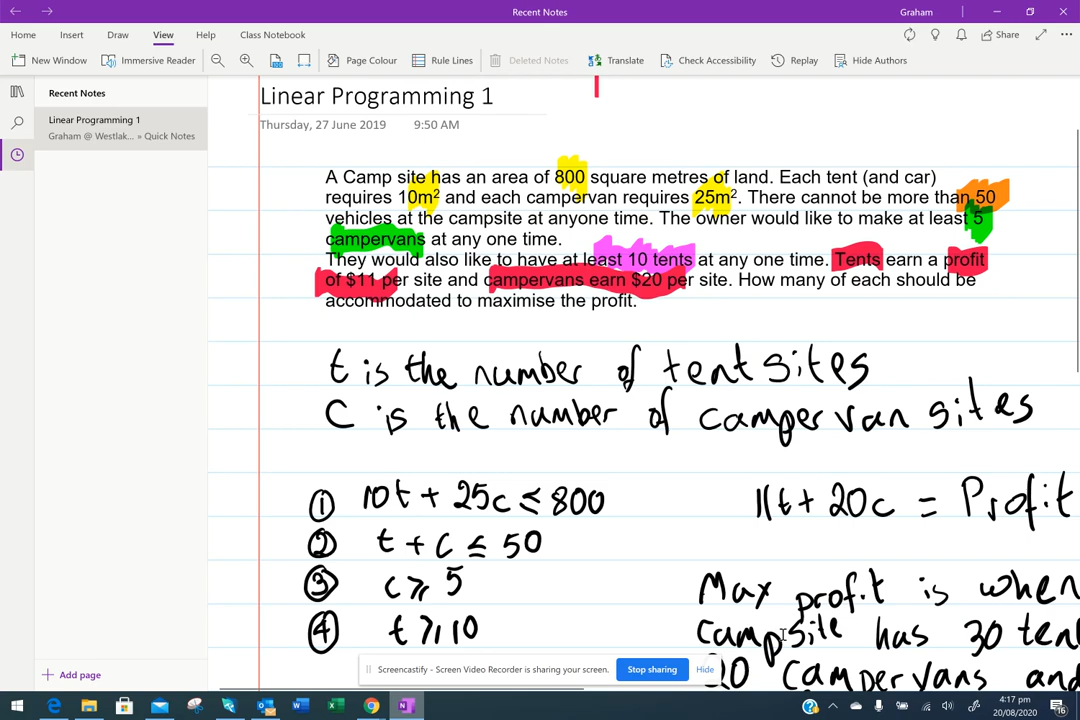 Recent Notes
Graham
Home Insert Draw View Help Class Notebook
Share
New Window Immersive Reader Page Colour Rule Lines Deleted Notes Translate Check Accessibility Replay Hide Authors
Recent Notes
Linear Programming 1
Graham @ Westlak... » Quick Notes
Add page
Linear Programming 1
Thursday, 27 June 2019 9:50 AM
A Camp site has an area of 800 square metres of land. Each tent (and car)
requires 10m² and each campervan requires 25m². There cannot be more than 50
vehicles at the campsite at anyone time. The owner would like to make at least 5
campervans at any one time.
They would also like to have at least 10 tents at any one time. Tents earn a profit
of $11 per site and campervans earn $20 per site. How many of each should be
accommodated to maximise the profit.
t is the number of tent sites
C is the number of camper van sites
① 10t + 25c ≤ 800
② t + c ≤ 50
③ c ≥ 5
④ t ≥ 10
11t + 20c = Profit
Max profit is when
campsite has 30 ten
20 campervans and
Screencastify - Screen Video Recorder is sharing your screen. Stop sharing Hide
4:17 pm
20/08/2020
16